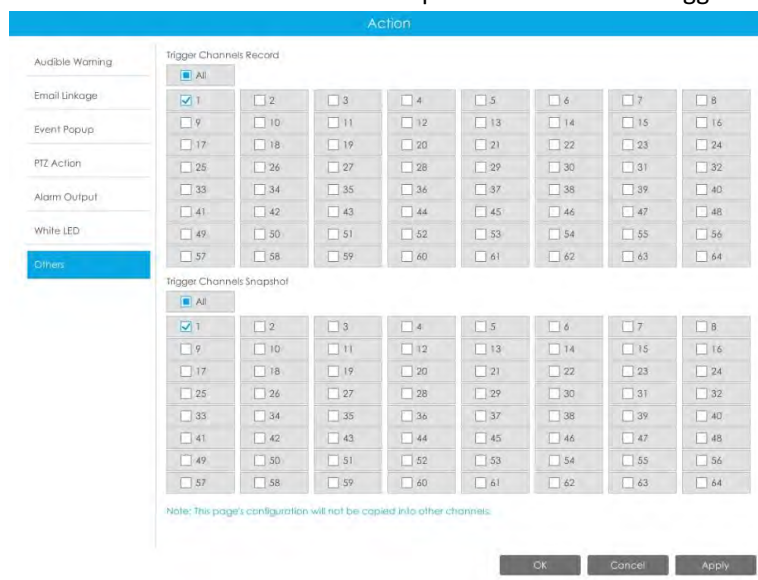 Action
Audible Warning
Email Linkage
Event Popup
PTZ Action
Alarm Output
White LED
Others
Trigger Channels Record
All
1 2 3 4 5 6 7 8
9 10 11 12 13 14 15 16
17 18 19 20 21 22 23 24
25 26 27 28 29 30 31 32
33 34 35 36 37 38 39 40
41 42 43 44 45 46 47 48
49 50 51 52 53 54 55 56
57 58 59 60 61 62 63 64
Trigger Channels Snapshot
All
1 2 3 4 5 6 7 8
9 10 11 12 13 14 15 16
17 18 19 20 21 22 23 24
25 26 27 28 29 30 31 32
33 34 35 36 37 38 39 40
41 42 43 44 45 46 47 48
49 50 51 52 53 54 55 56
57 58 59 60 61 62 63 64
Note: This page's configuration will not be copied into other channels.
OK Cancel Apply